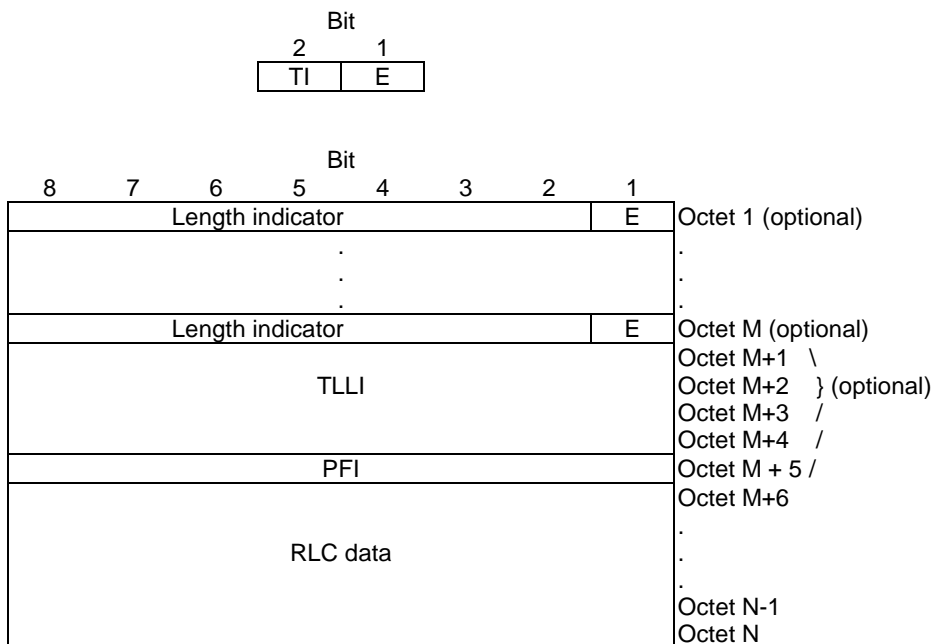 Bit
2 1
TI E
Bit
8 7 6 5 4 3 2 1
Length indicator E Octet 1 (optional)
. .
. .
. .
Length indicator E Octet M (optional)
Octet M+1 \
TLLI Octet M+2 } (optional)
Octet M+3 /
Octet M+4 /
PFI Octet M + 5 /
Octet M+6
.
RLC data .
.
Octet N-1
Octet N